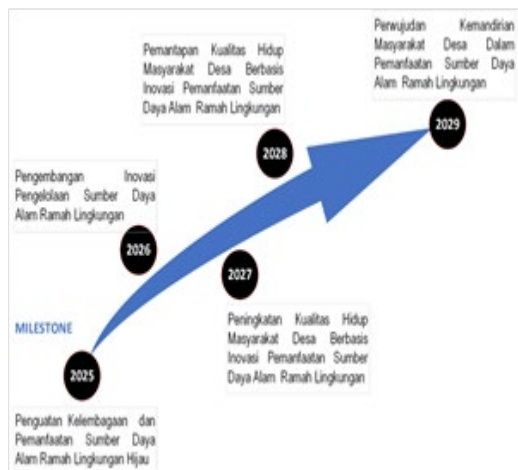 Perwujudan Kemandirian
Masyarakat Desa Dalam
Pemanfaatan Sumber Daya
Alam Ramah Lingkungan
2029
Pemantapan Kualitas Hidup
Masyarakat Desa Berbasis
Inovasi Pemanfaatan Sumber
Daya Alam Ramah Lingkungan
2028
Pengembangan Inovasi
Pengelolaan Sumber Daya
Alam Ramah Lingkungan
2026
2027
Peningkatan Kualitas Hidup
Masyarakat Desa Berbasis
Inovasi Pemanfaatan Sumber
Daya Alam Ramah Lingkungan
MILESTONE
2025
Penguatan Kelembagaan dan
Pemanfaatan Sumber Daya
Alam Ramah Lingkungan Hijau